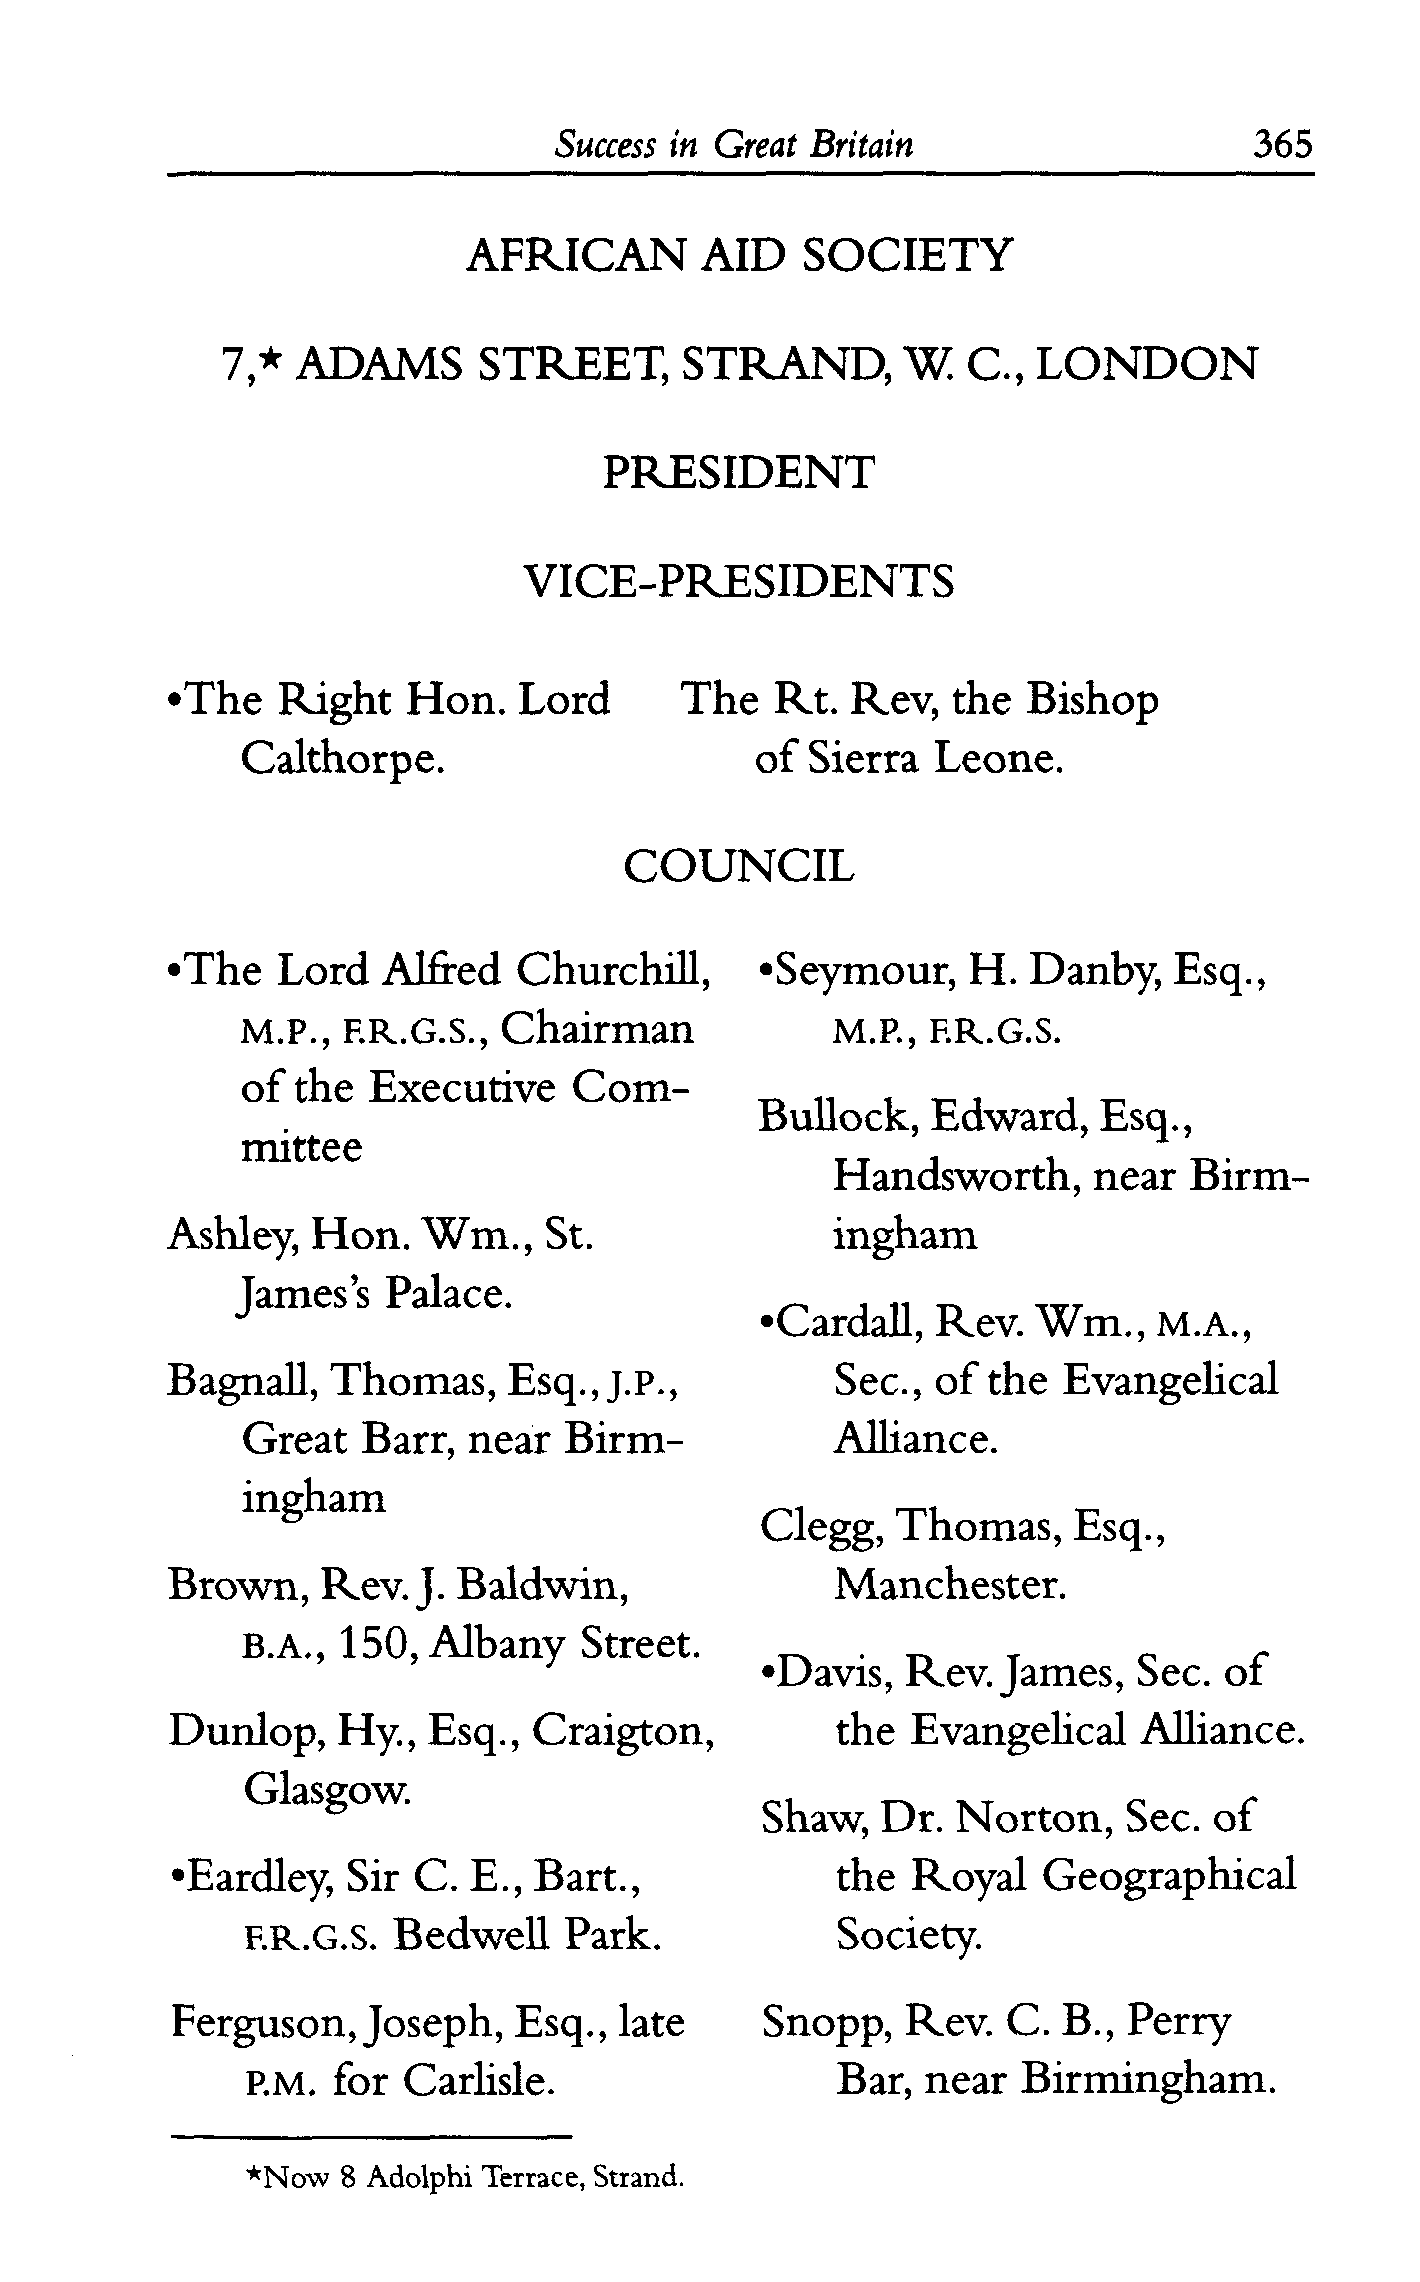 Success in Great Britain 365
AFRICAN AID SOCIETY
7,* ADAMS STREET, STRAND, W. C., LONDON
PRESIDENT
VICE-PRESIDENTS
•The Right Hon. Lord
Calthorpe.
The Rt. Rev, the Bishop
of Sierra Leone.
COUNCIL
•The Lord Alfred Churchill,
M.P., F.R.G.S., Chairman
of the Executive Com-
mittee
Ashley, Hon. Wm., St.
James's Palace.
Bagnall, Thomas, Esq., J.P.,
Great Barr, near Birm-
ingham
Brown, Rev. J. Baldwin,
B.A., 150, Albany Street.
Dunlop, Hy., Esq., Craigton,
Glasgow.
•Eardley, Sir C. E., Bart.,
F.R.G.S. Bedwell Park.
Ferguson, Joseph, Esq., late
P.M. for Carlisle.
•Seymour, H. Danby, Esq.,
M.P., F.R.G.S.
Bullock, Edward, Esq.,
Handsworth, near Birm-
ingham
•Cardall, Rev. Wm., M.A.,
Sec., of the Evangelical
Alliance.
Clegg, Thomas, Esq.,
Manchester.
•Davis, Rev. James, Sec. of
the Evangelical Alliance.
Shaw, Dr. Norton, Sec. of
the Royal Geographical
Society.
Snopp, Rev. C. B., Perry
Bar, near Birmingham.
*Now 8 Adolphi Terrace, Strand.